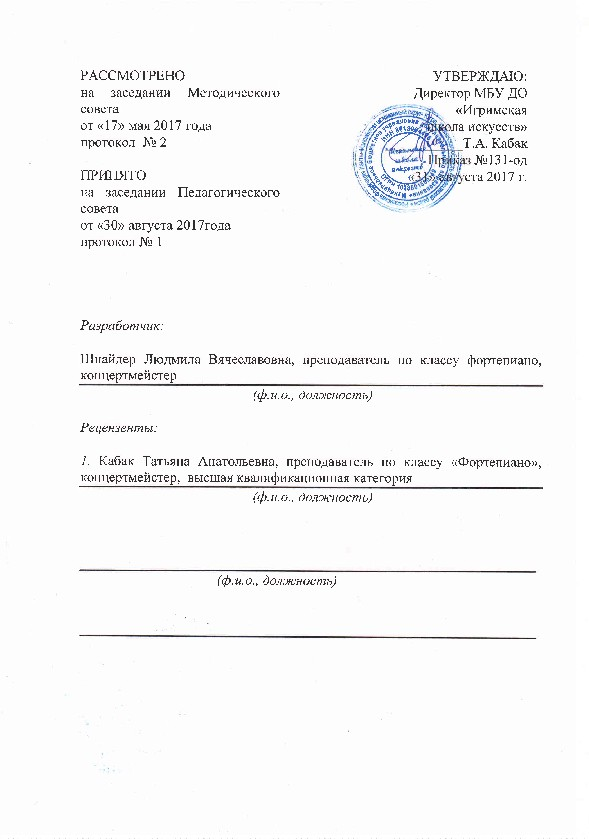 РАССМОТРЕНО
на заседании Методического
совета
от «17» мая 2017 года
протокол № 2
ПРИНЯТО
на заседании Педагогического
совета
от «30» августа 2017года
протокол № 1
УТВЕРЖДАЮ:
Директор МБУ ДО
«Игримская
школа искусств»
Т.А. Кабак
Приказ №131-од
«31» августа 2017 г.
Разработчик:
Шнайдер Людмила Вячеславовна, преподаватель по классу фортепиано,
концертмейстер
(ф.и.о., должность)
Рецензенты:
1. Кабак Татьяна Анатольевна, преподаватель по классу «Фортепиано»,
концертмейстер, высшая квалификационная категория
(ф.и.о., должность)
(ф.и.о., должность)